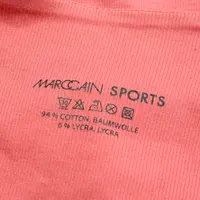 MARCCAIN SPORTS
94 % COTTON, BAUMWOLLE
6 % LYCRA, LYCRA